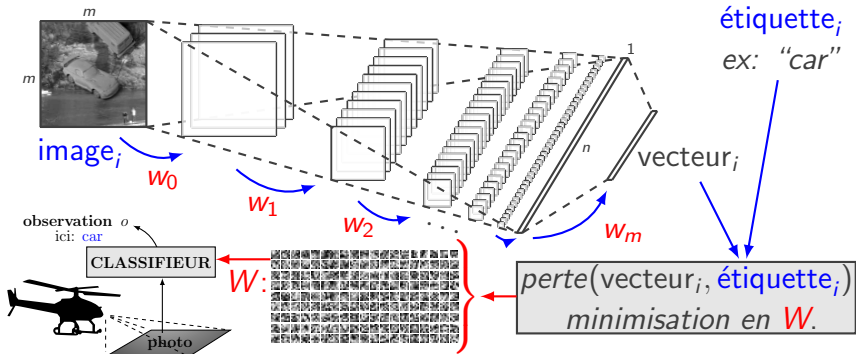 m
m
image_i
w_0
w_1
w_2
. . .
w_m
1
n
étiquette_i
ex: “car”
vecteur_i
observation o
ici: car
CLASSIFIEUR
photo
W:
perte(vecteur_i, étiquette_i)
minimisation en W.